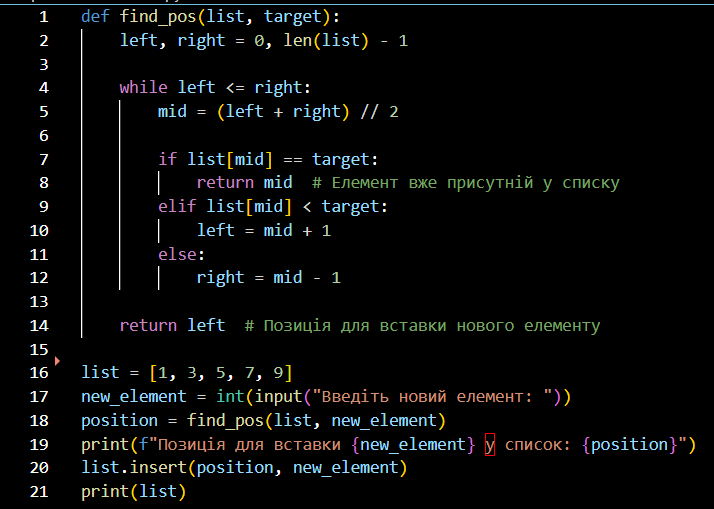 1 def find_pos(list, target):
2     left, right = 0, len(list) - 1
3
4     while left <= right:
5         mid = (left + right) // 2
6
7         if list[mid] == target:
8             return mid  # Елемент вже присутній у списку
9         elif list[mid] < target:
10             left = mid + 1
11         else:
12             right = mid - 1
13
14     return left  # Позиція для вставки нового елементу
15
16 list = [1, 3, 5, 7, 9]
17 new_element = int(input("Введіть новий елемент: "))
18 position = find_pos(list, new_element)
19 print(f"Позиція для вставки {new_element} у список: {position}")
20 list.insert(position, new_element)
21 print(list)